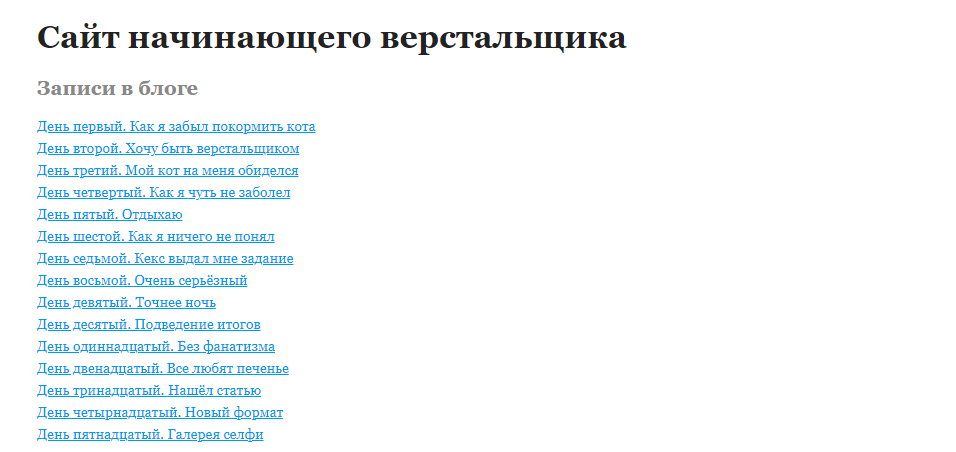 Сайт начинающего верстальщика
Записи в блоге
День первый. Как я забыл покормить кота
День второй. Хочу быть верстальщиком
День третий. Мой кот на меня обиделся
День четвертый. Как я чуть не заболел
День пятый. Отдыхаю
День шестой. Как я ничего не понял
День седьмой. Кекс выдал мне задание
День восьмой. Очень серьёзный
День девятый. Точнее ночь
День десятый. Подведение итогов
День одиннадцатый. Без фанатизма
День двенадцатый. Все любят печенье
День тринадцатый. Нашёл статью
День четырнадцатый. Новый формат
День пятнадцатый. Галерея селфи